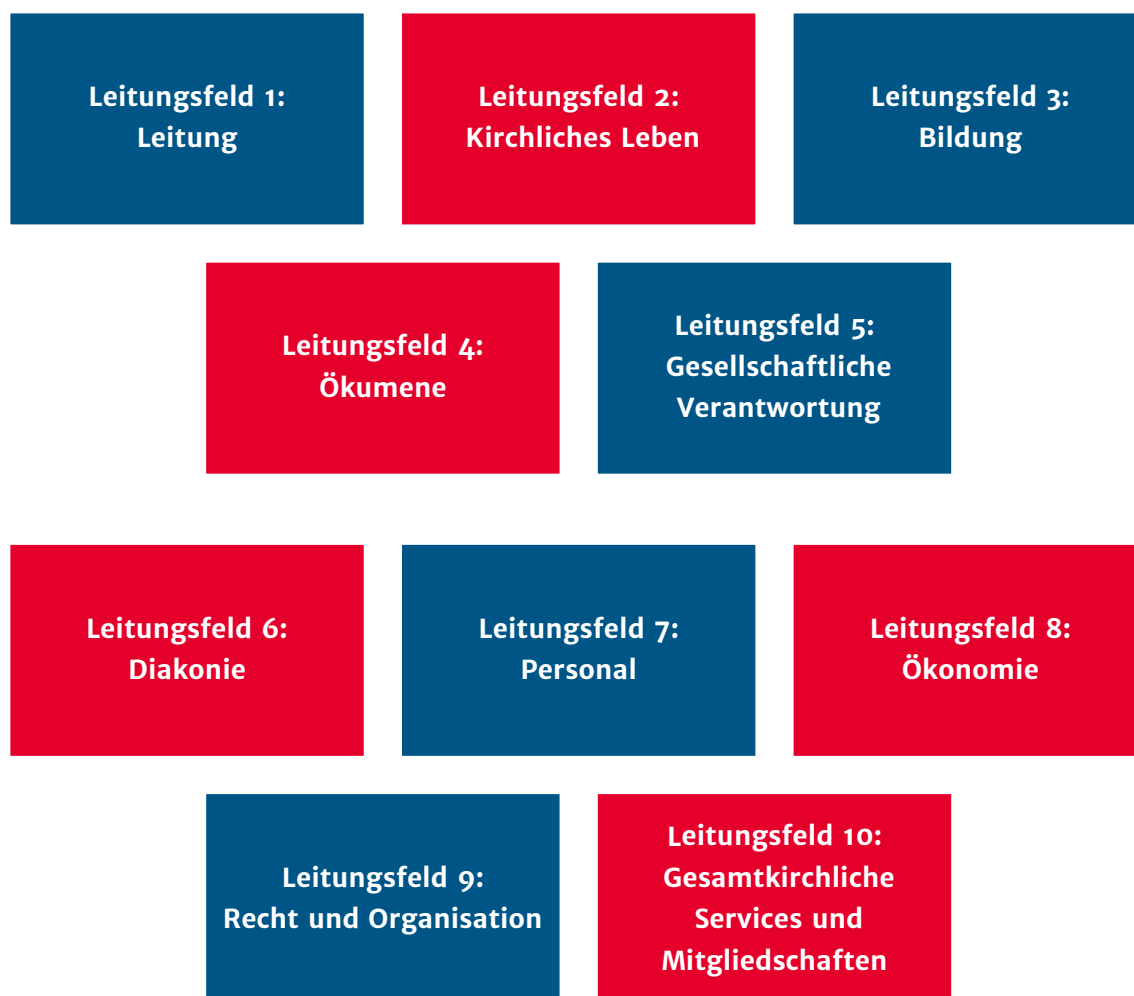 Leitungsfeld 1:
Leitung
Leitungsfeld 2:
Kirchliches Leben
Leitungsfeld 3:
Bildung
Leitungsfeld 4:
Ökumene
Leitungsfeld 5:
Gesellschaftliche
Verantwortung
Leitungsfeld 6:
Diakonie
Leitungsfeld 7:
Personal
Leitungsfeld 8:
Ökonomie
Leitungsfeld 9:
Recht und Organisation
Leitungsfeld 10:
Gesamtkirchliche
Services und
Mitgliedschaften